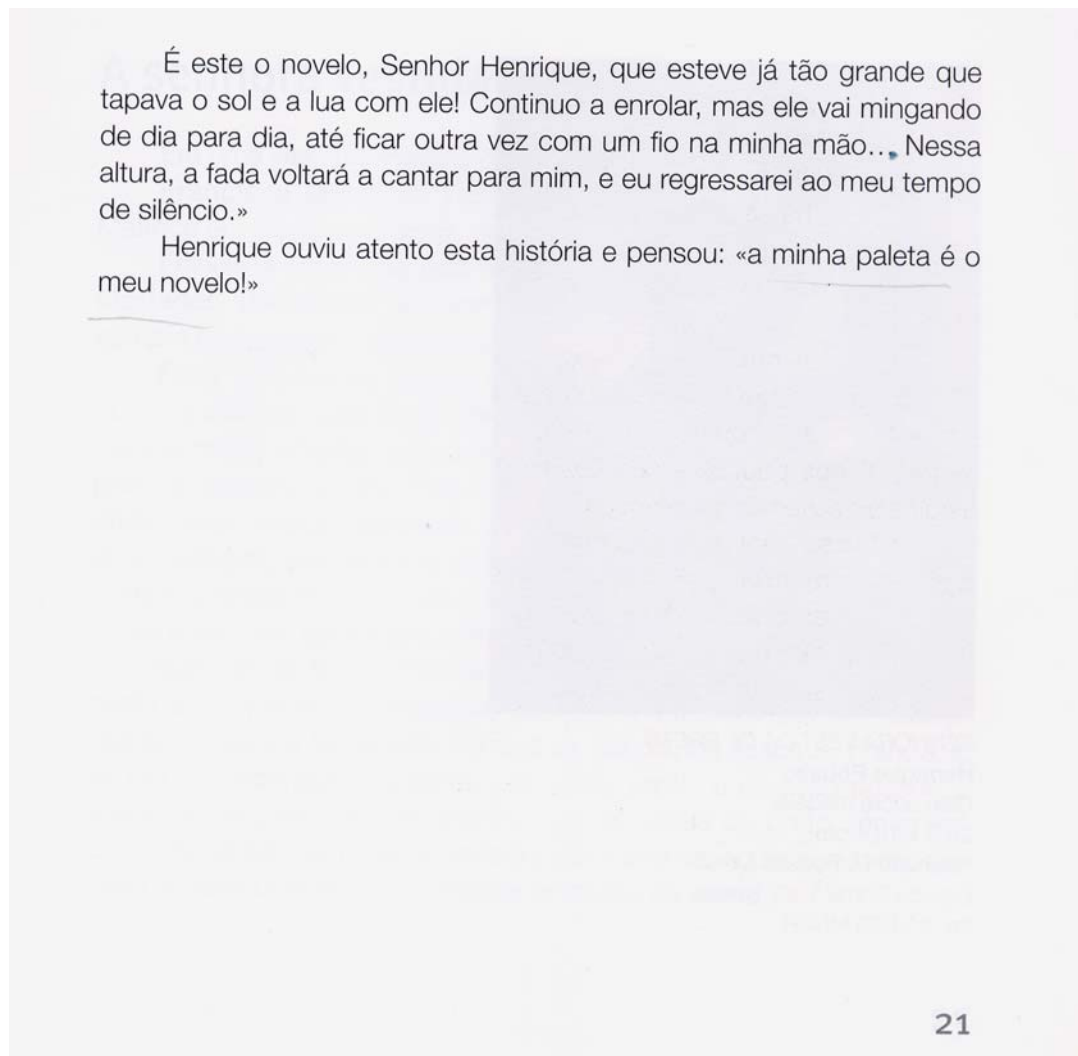 É este o novelo, Senhor Henrique, que esteve já tão grande que
tapava o sol e a lua com ele! Continuo a enrolar, mas ele vai mingando
de dia para dia, até ficar outra vez com um fio na minha mão... Nessa
altura, a fada voltará a cantar para mim, e eu regressarei ao meu tempo
de silêncio.»
Henrique ouviu atento esta história e pensou: «a minha paleta é o
meu novelo!»
21